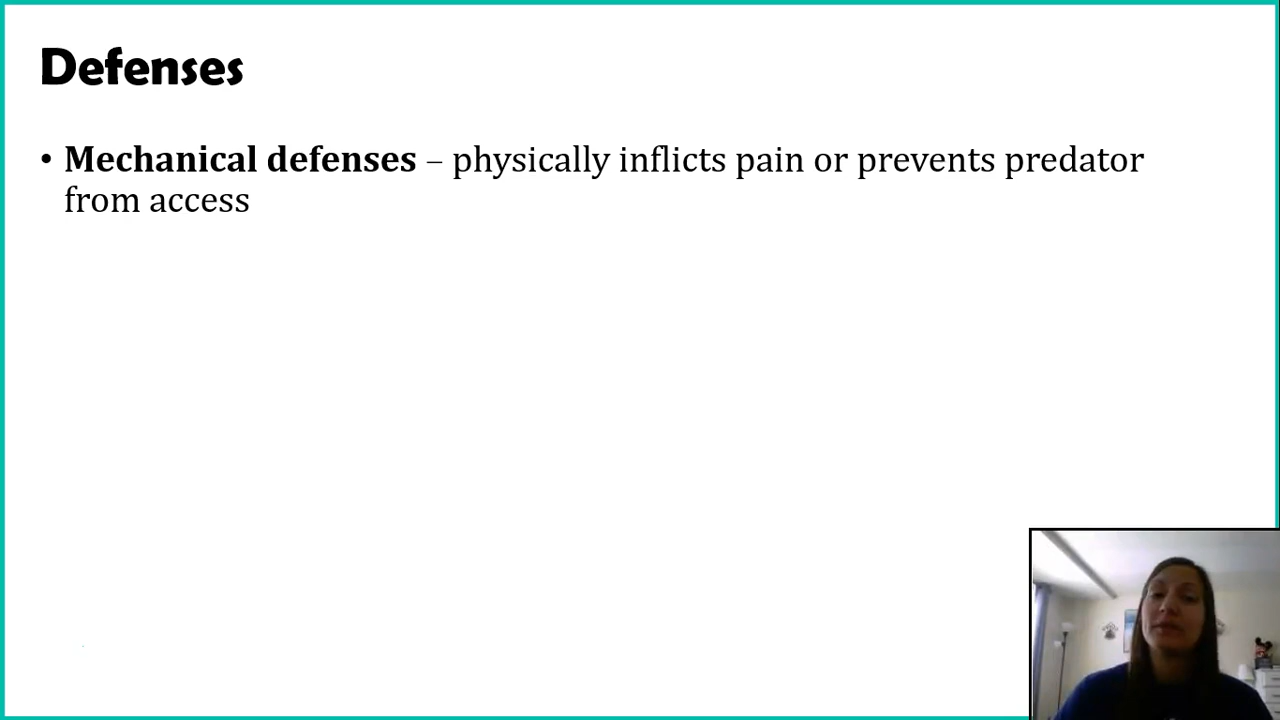 Defenses
• Mechanical defenses – physically inflicts pain or prevents predator
from access